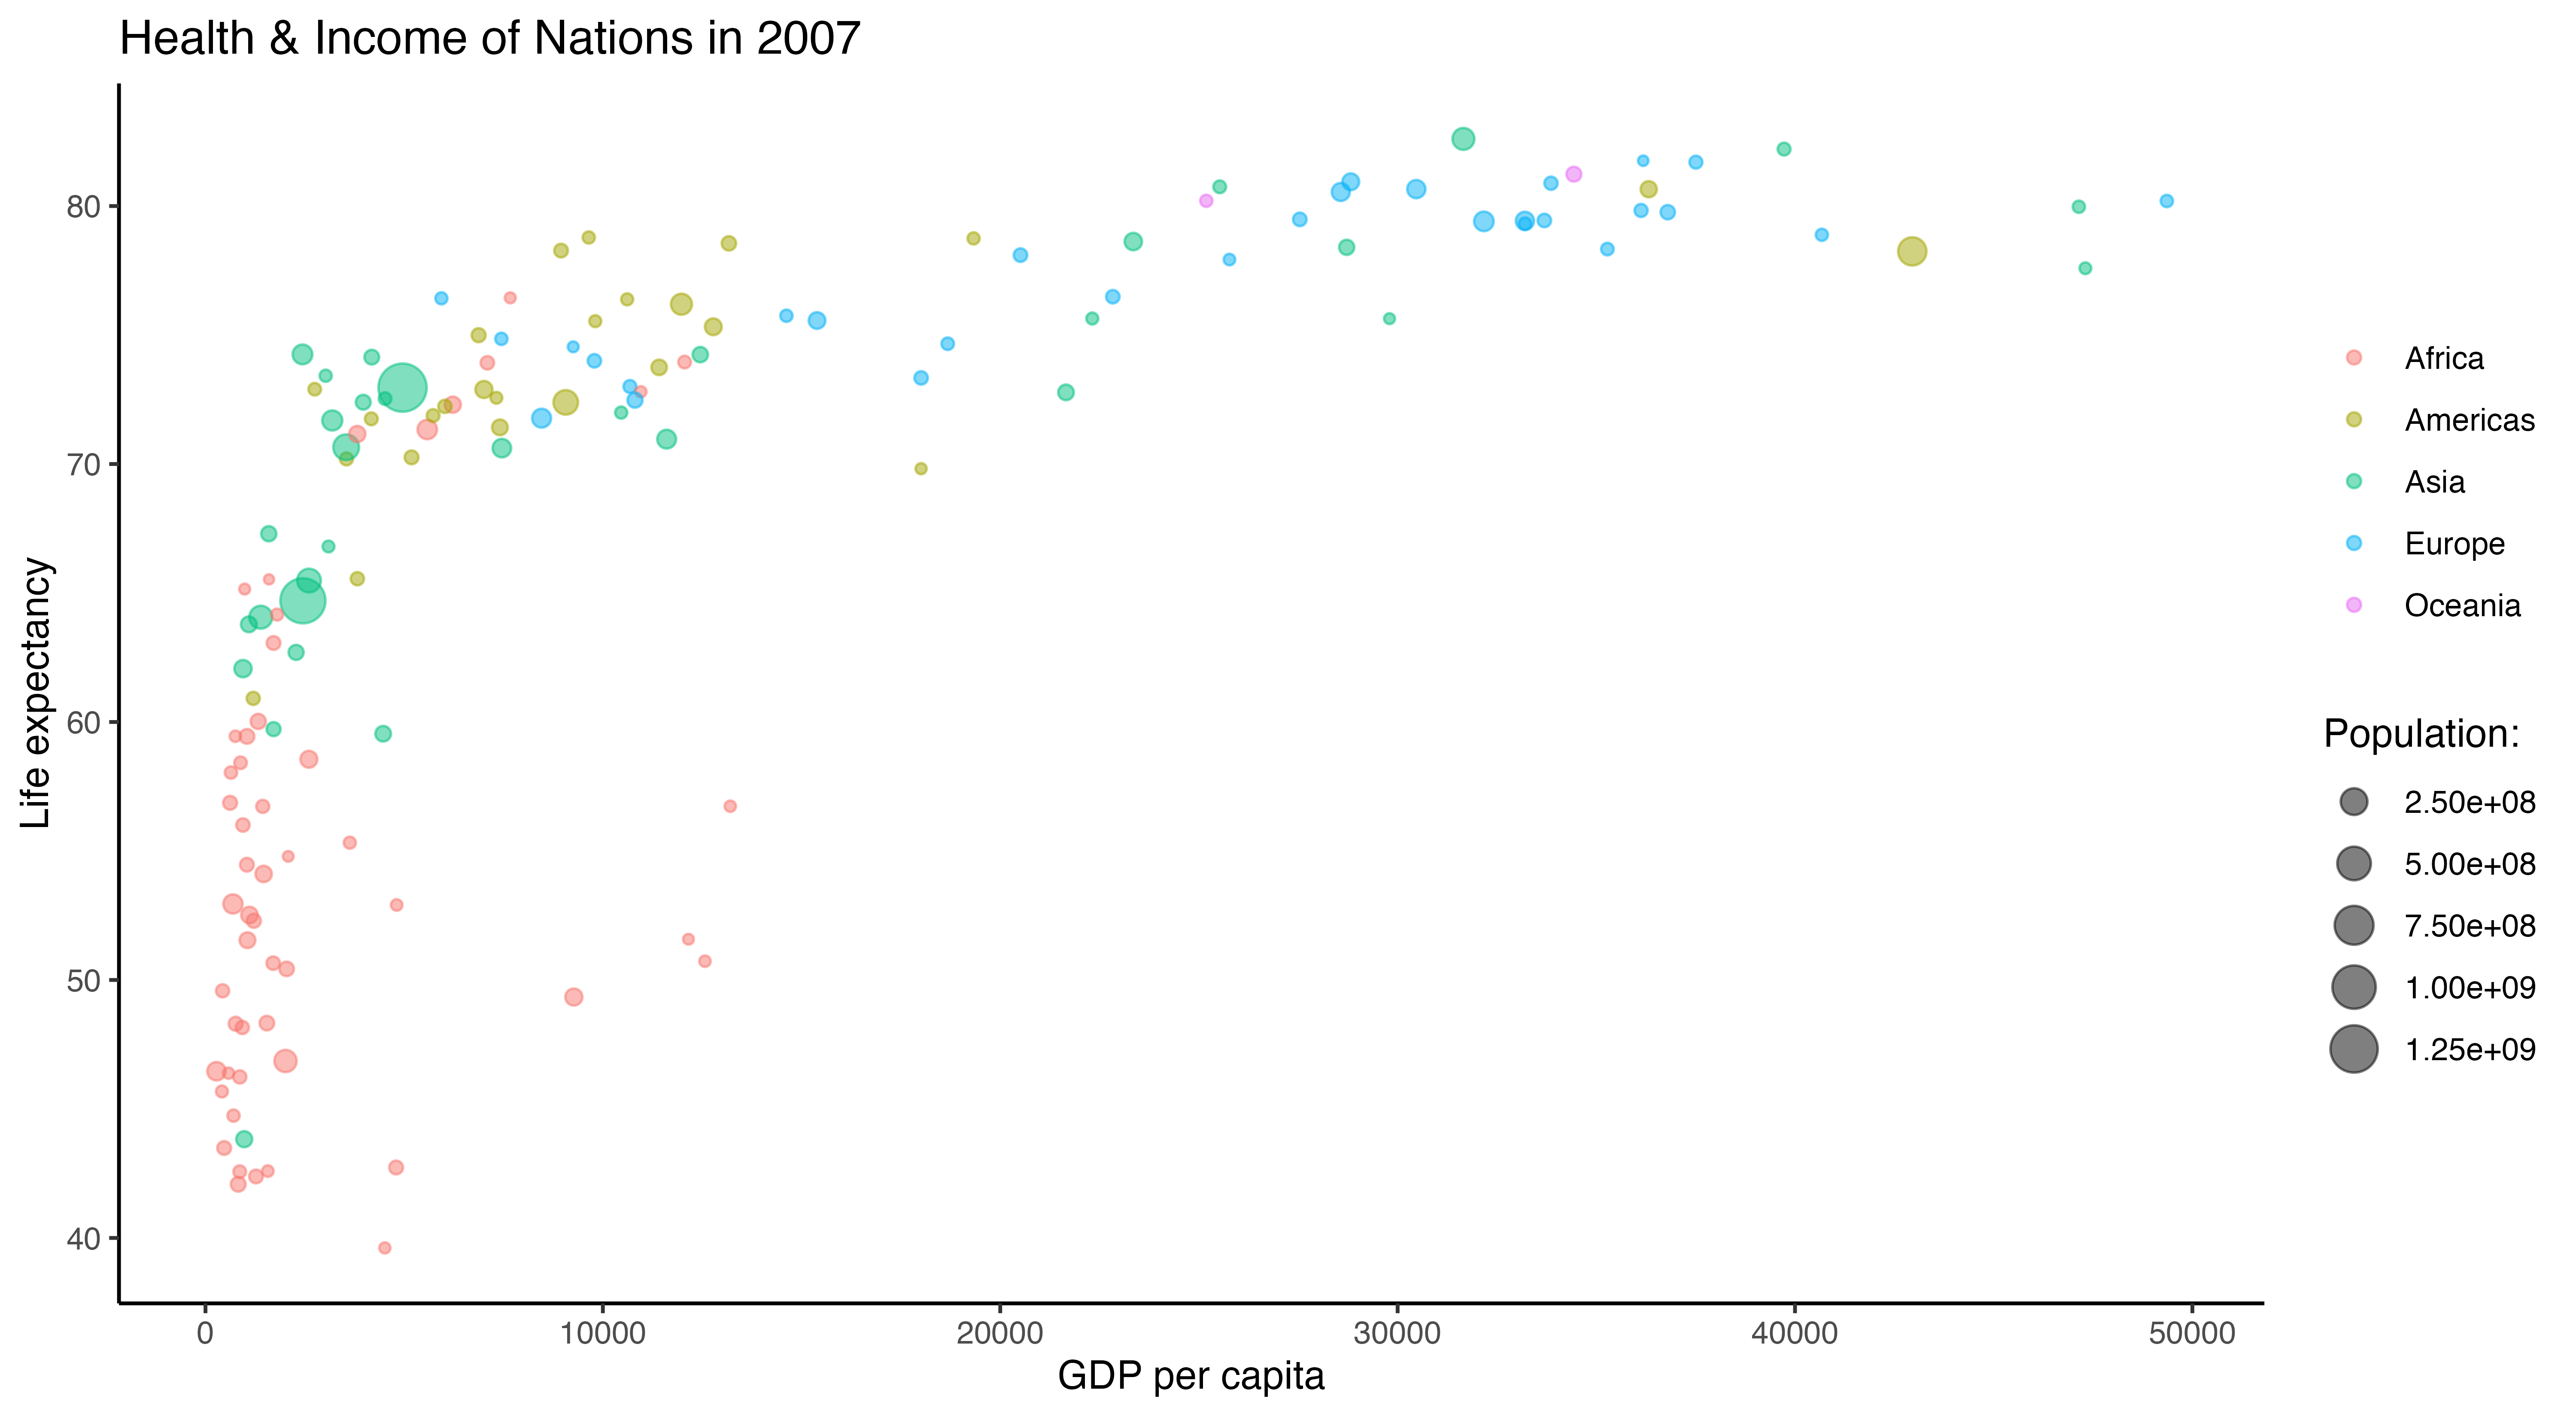 Health & Income of Nations in 2007
80
70
60
50
40
Life expectancy
0 10000 20000 30000 40000 50000
GDP per capita
Africa
Americas
Asia
Europe
Oceania
Population:
2.50e+08
5.00e+08
7.50e+08
1.00e+09
1.25e+09